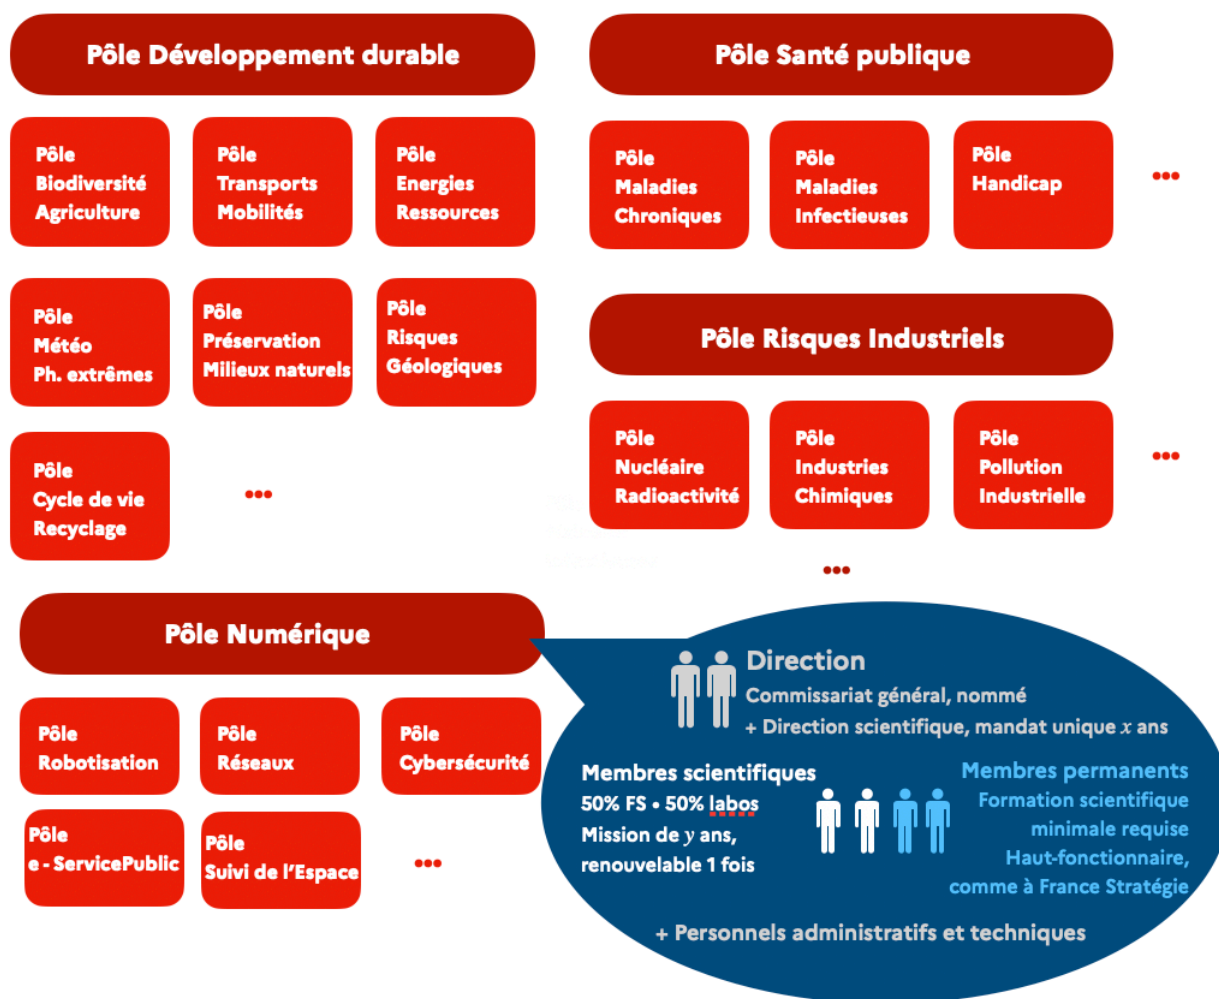 Pôle Développement durable
Pôle
Biodiversité
Agriculture
Pôle
Transports
Mobilités
Pôle
Energies
Ressources
Pôle
Météo
Ph. extrêmes
Pôle
Préservation
Milieux naturels
Pôle
Risques
Géologiques
Pôle
Cycle de vie
Recyclage
•••
Pôle Santé publique
Pôle
Maladies
Chroniques
Pôle
Maladies
Infectieuses
Pôle
Handicap
•••
Pôle Risques Industriels
Pôle
Nucléaire
Radioactivité
Pôle
Industries
Chimiques
Pôle
Pollution
Industrielle
•••
•••
Pôle Numérique
Pôle
Robotisation
Pôle
Réseaux
Pôle
Cybersécurité
Pôle
e - ServicePublic
Pôle
Suivi de l'Espace
•••
Direction
Commissariat général, nommé
+ Direction scientifique, mandat unique x ans
Membres scientifiques
50% FS • 50% labos
Mission de y ans,
renouvelable 1 fois
Membres permanents
Formation scientifique
minimale requise
Haut-fonctionnaire,
comme à France Stratégie
+ Personnels administratifs et techniques